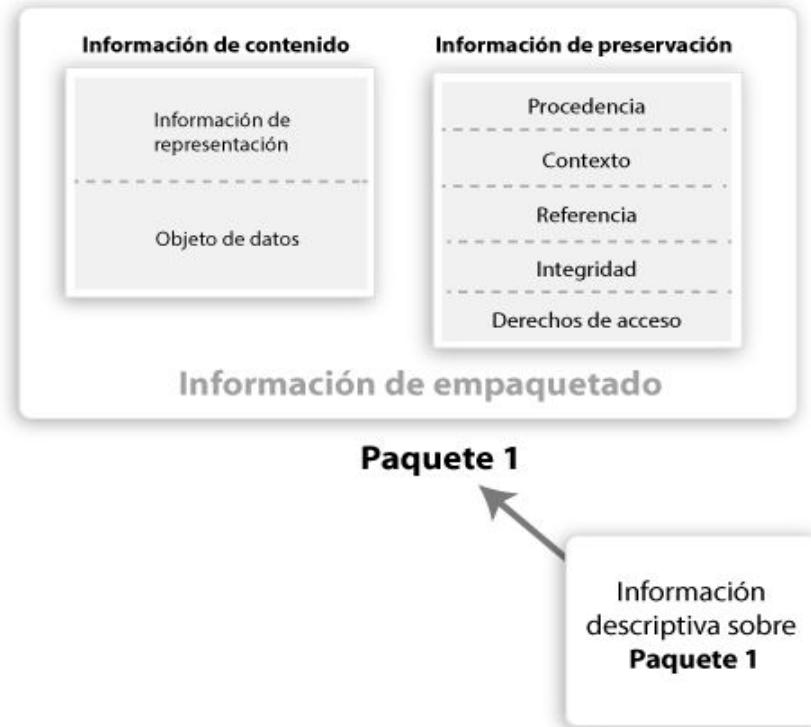 Información de contenido
Información de
representación
Objeto de datos
Información de preservación
Procedencia
Contexto
Referencia
Integridad
Derechos de acceso
Información de empaquetado
Paquete 1
Información
descriptiva sobre
Paquete 1